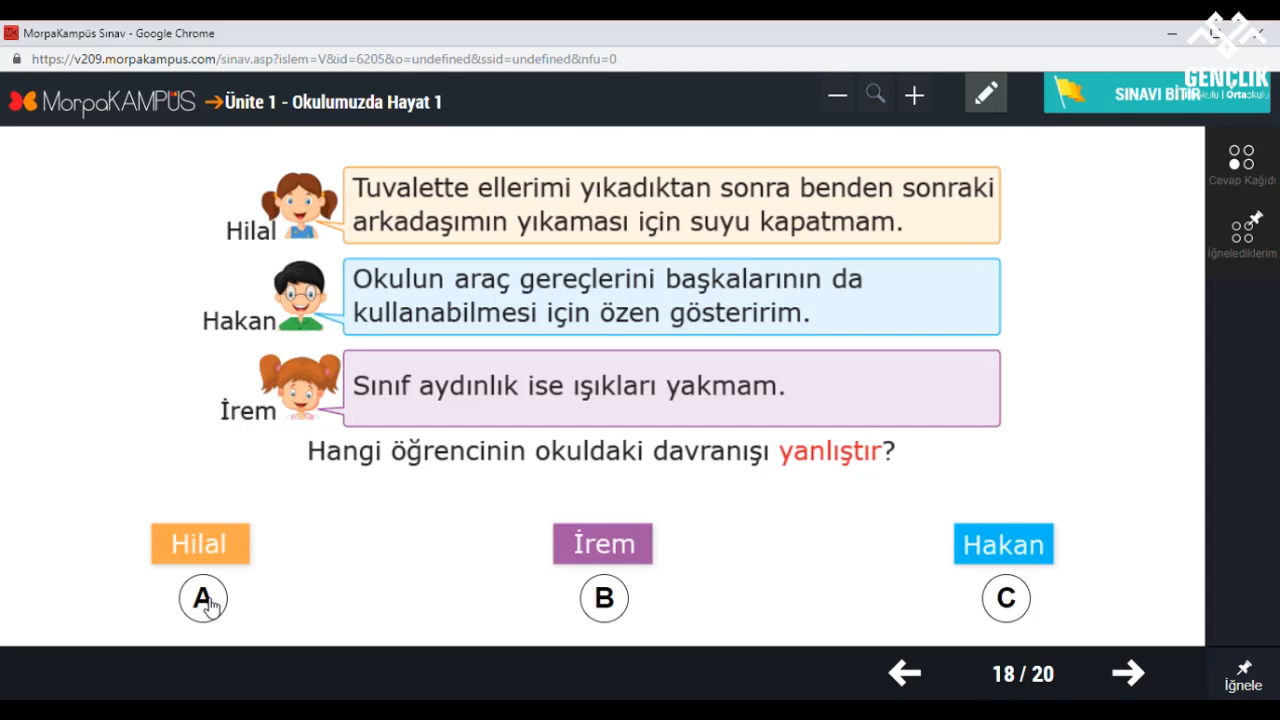 MorpaKampüs Sınav - Google Chrome
https://v209.morpakampus.com/sinav.asp?islem=V&id=6205&o=undefined&ssid=undefined&nfu=0
GENÇLİK
MorpaKAMPÜS
Ünite 1 - Okulumuzda Hayat 1
SINAVI BİTİR
Ortaokulu
Cevap Kağıdı
İğnelediklerim
Hilal
Tuvalette ellerimi yıkadıktan sonra benden sonraki
arkadaşımın yıkaması için suyu kapatmam.
Hakan
Okulun araç gereçlerini başkalarının da
kullanabilmesi için özen gösteririm.
İrem
Sınıf aydınlık ise ışıkları yakmam.
Hangi öğrencinin okuldaki davranışı yanlıştır?
Hilal
İrem
Hakan
A
B
C
18 / 20
İğnele